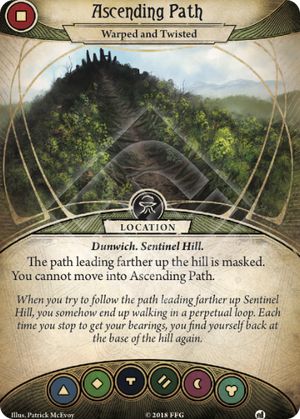 Ascending Path
Warped and Twisted
LOCATION
Dunwich. Sentinel Hill.
The path leading farther up the hill is masked.
You cannot move into Ascending Path.
When you try to follow the path leading farther up Sentinel
Hill, you somehow end up walking in a perpetual loop. Each
time you stop to get your bearings, you find yourself back at
the base of the hill again.
Illus. Patrick McEvoy
© 2018 FFG